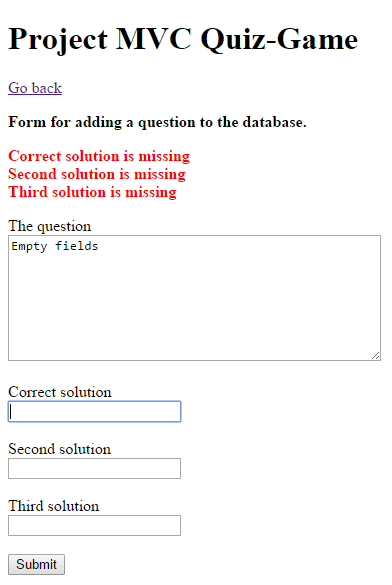 Project MVC Quiz-Game
Go back
Form for adding a question to the database.
Correct solution is missing
Second solution is missing
Third solution is missing
The question
Empty fields
Correct solution
Second solution
Third solution
Submit